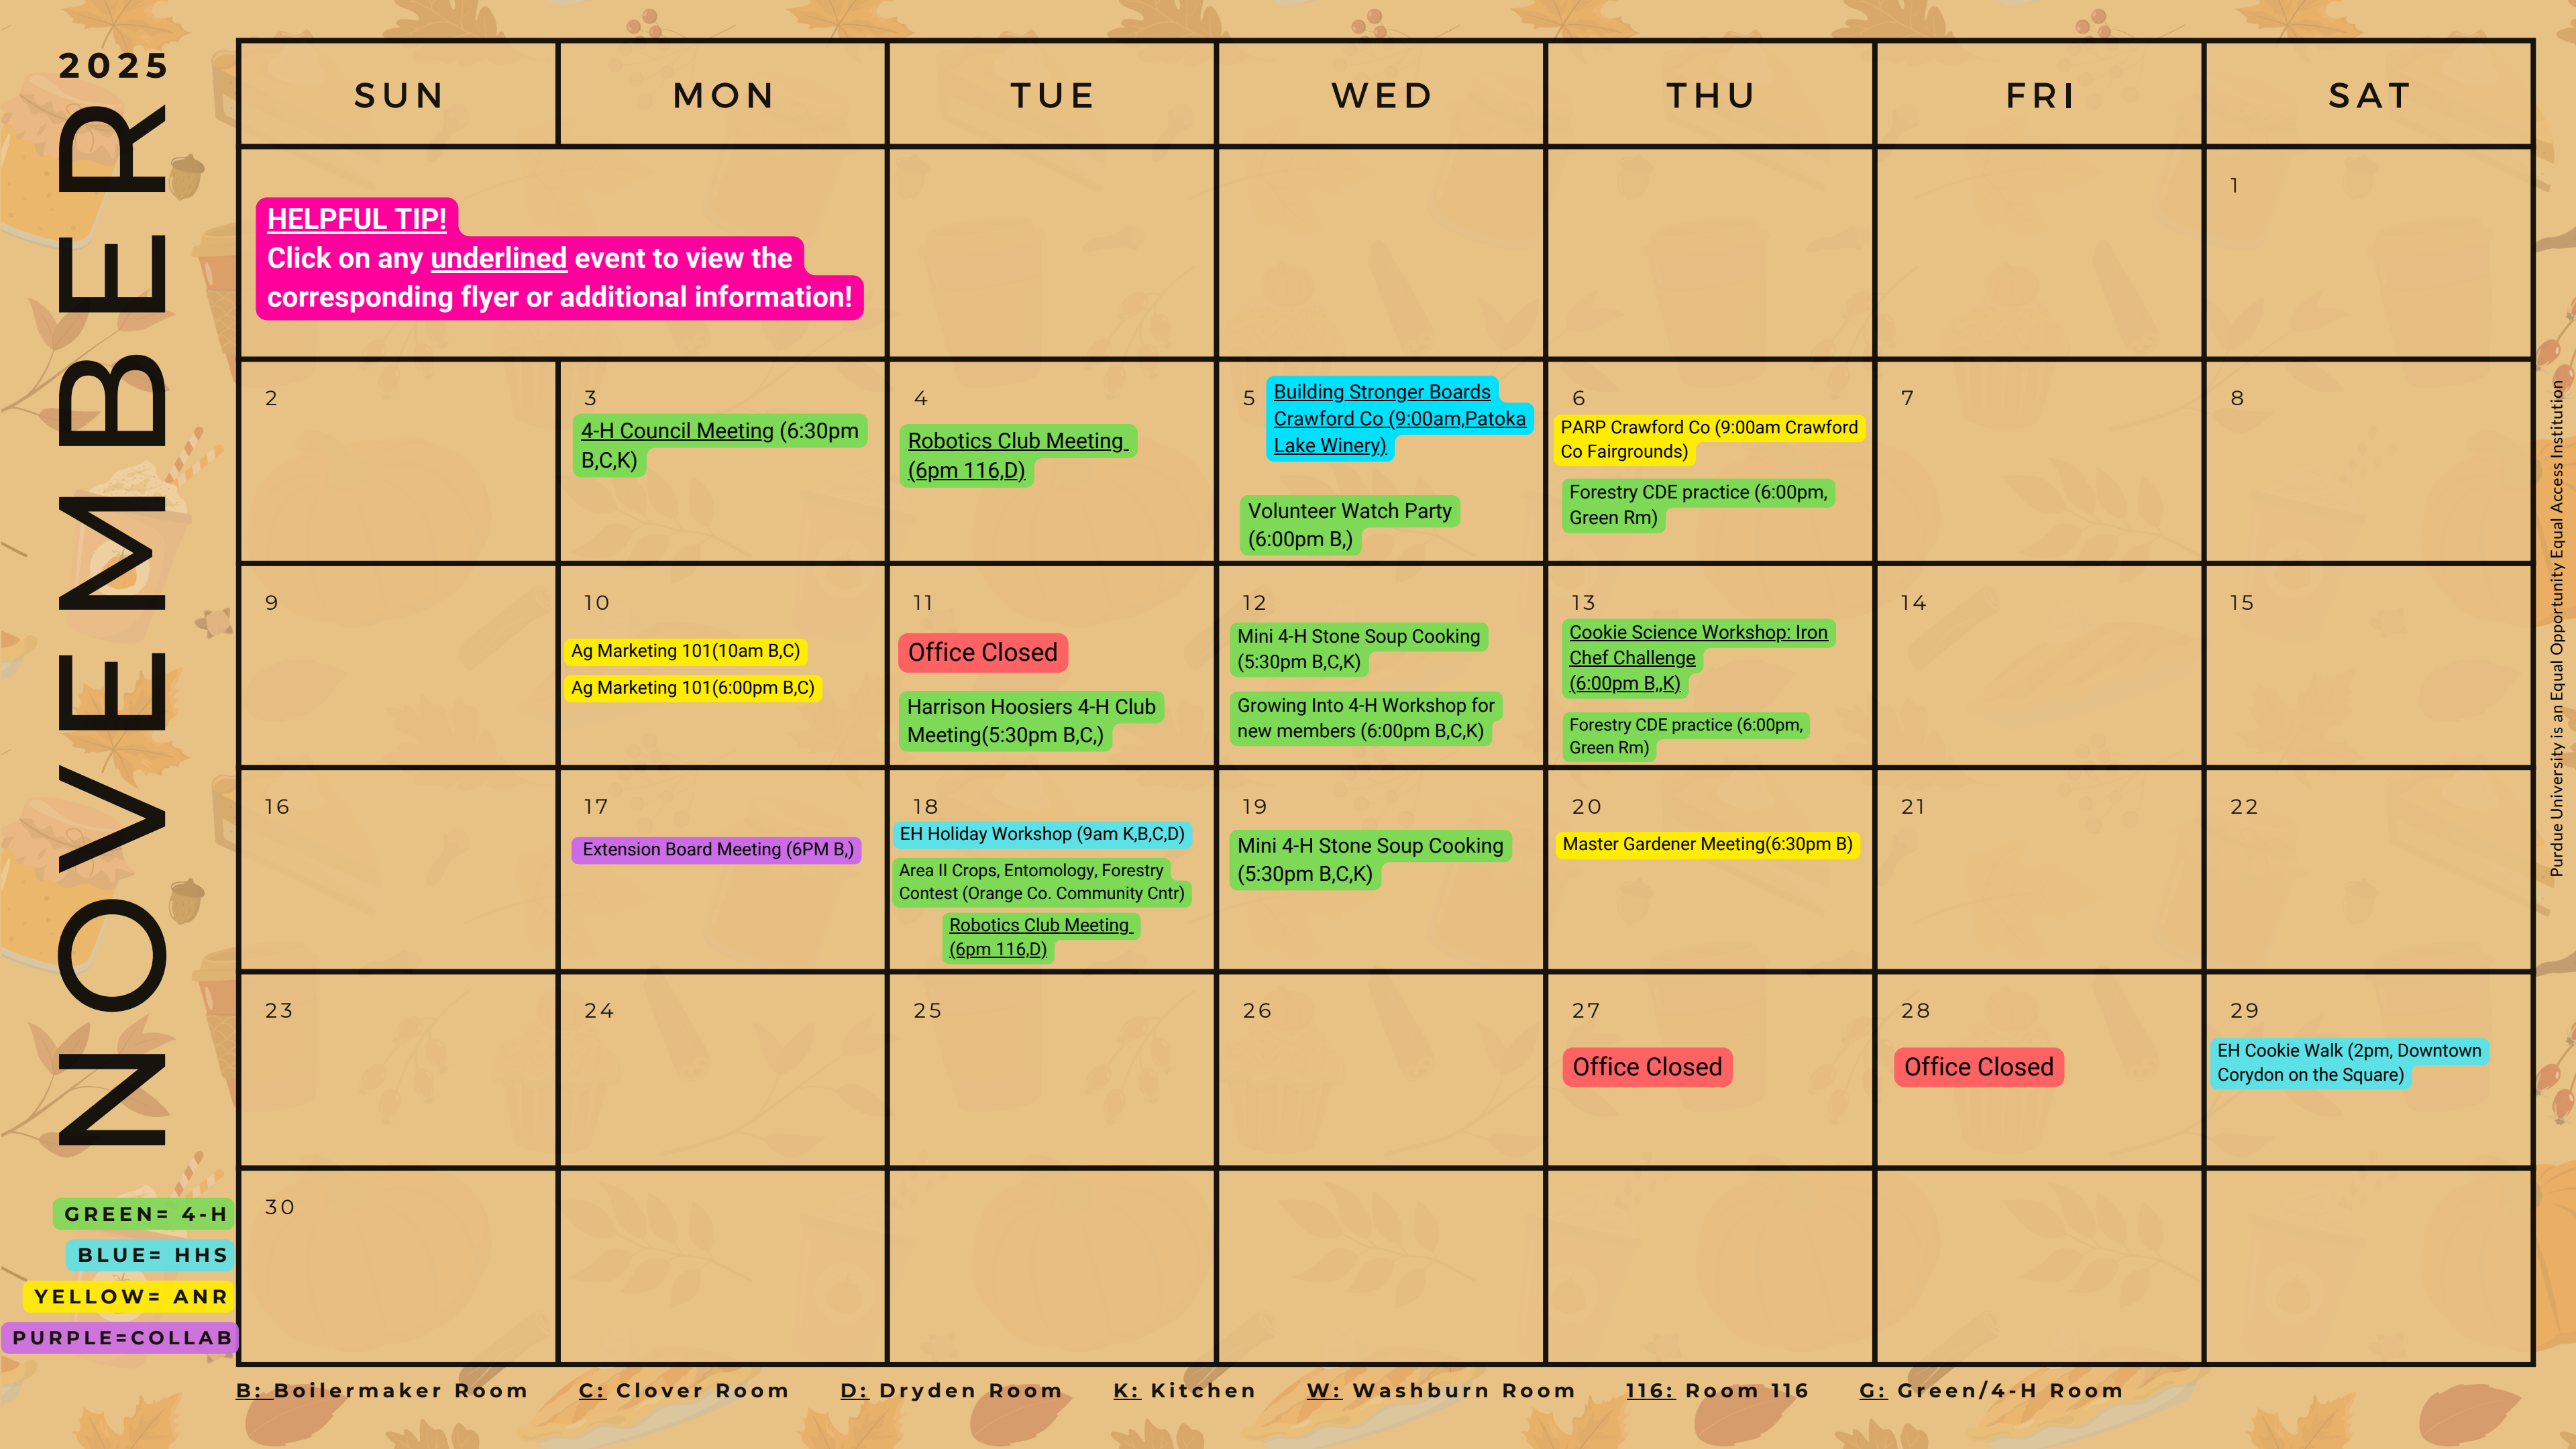 2025
NOVEMBER
SUN MON TUE WED THU FRI SAT
HELPFUL TIP!
Click on any underlined event to view the
corresponding flyer or additional information!
1
2
3
4-H Council Meeting (6:30pm
B,C,K)
4
Robotics Club Meeting
(6pm 116,D)
5
Building Stronger Boards
Crawford Co (9:00am,Patoka
Lake Winery)
Volunteer Watch Party
(6:00pm B,)
6
PARP Crawford Co (9:00am Crawford
Co Fairgrounds)
Forestry CDE practice (6:00pm,
Green Rm)
7
8
9
10
Ag Marketing 101(10am B,C)
Ag Marketing 101(6:00pm B,C)
11
Office Closed
Harrison Hoosiers 4-H Club
Meeting(5:30pm B,C,)
12
Mini 4-H Stone Soup Cooking
(5:30pm B,C,K)
Growing Into 4-H Workshop for
new members (6:00pm B,C,K)
13
Cookie Science Workshop: Iron
Chef Challenge
(6:00pm B,,K)
Forestry CDE practice (6:00pm,
Green Rm)
14
15
16
17
Extension Board Meeting (6PM B,)
18
EH Holiday Workshop (9am K,B,C,D)
Area II Crops, Entomology, Forestry
Contest (Orange Co. Community Cntr)
Robotics Club Meeting
(6pm 116,D)
19
Mini 4-H Stone Soup Cooking
(5:30pm B,C,K)
20
Master Gardener Meeting(6:30pm B)
21
22
23
24
25
26
27
Office Closed
28
Office Closed
29
EH Cookie Walk (2pm, Downtown
Corydon on the Square)
30
GREEN= 4-H
BLUE= HHS
YELLOW= ANR
PURPLE=COLLAB
B: Boilermaker Room C: Clover Room D: Dryden Room K: Kitchen W: Washburn Room 116: Room 116 G: Green/4-H Room
Purdue University is an Equal Opportunity Equal Access Institution